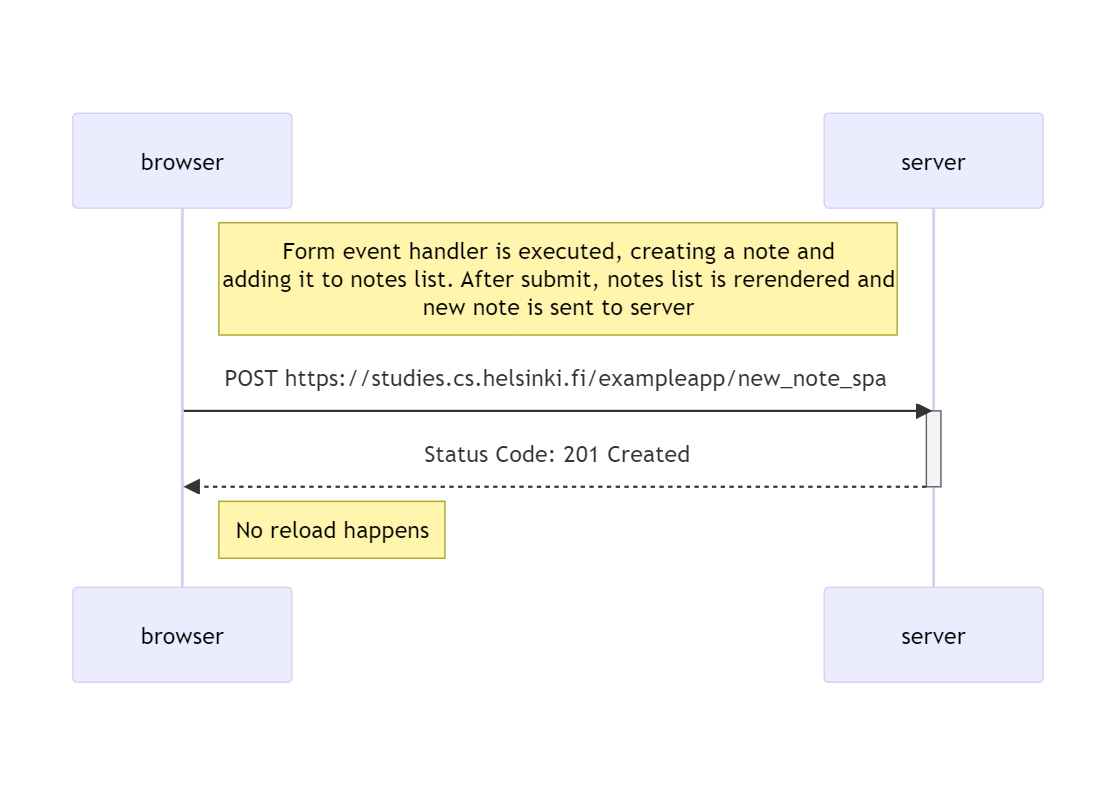 browser
server
Form event handler is executed, creating a note and
adding it to notes list. After submit, notes list is rerendered and
new note is sent to server
POST https://studies.cs.helsinki.fi/exampleapp/new_note_spa
Status Code: 201 Created
No reload happens
browser
server